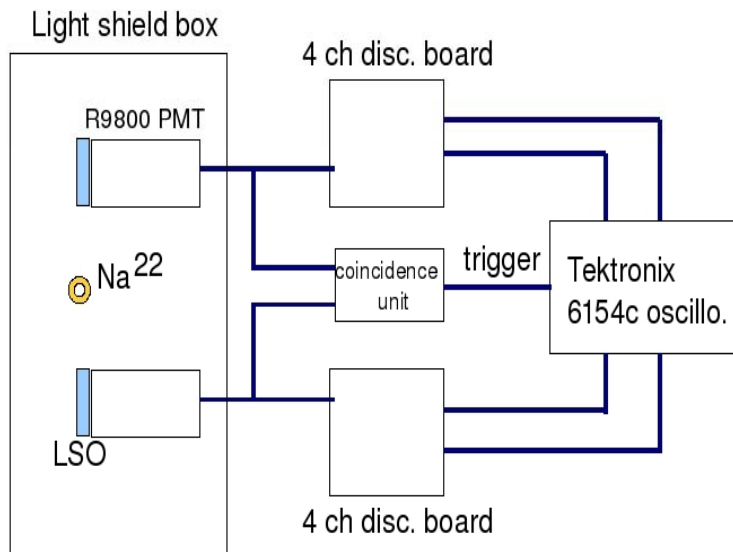 Light shield box
4 ch disc. board
R9800 PMT
Na22
coincidence
unit
trigger
Tektronix
6154c oscillo.
LSO
4 ch disc. board